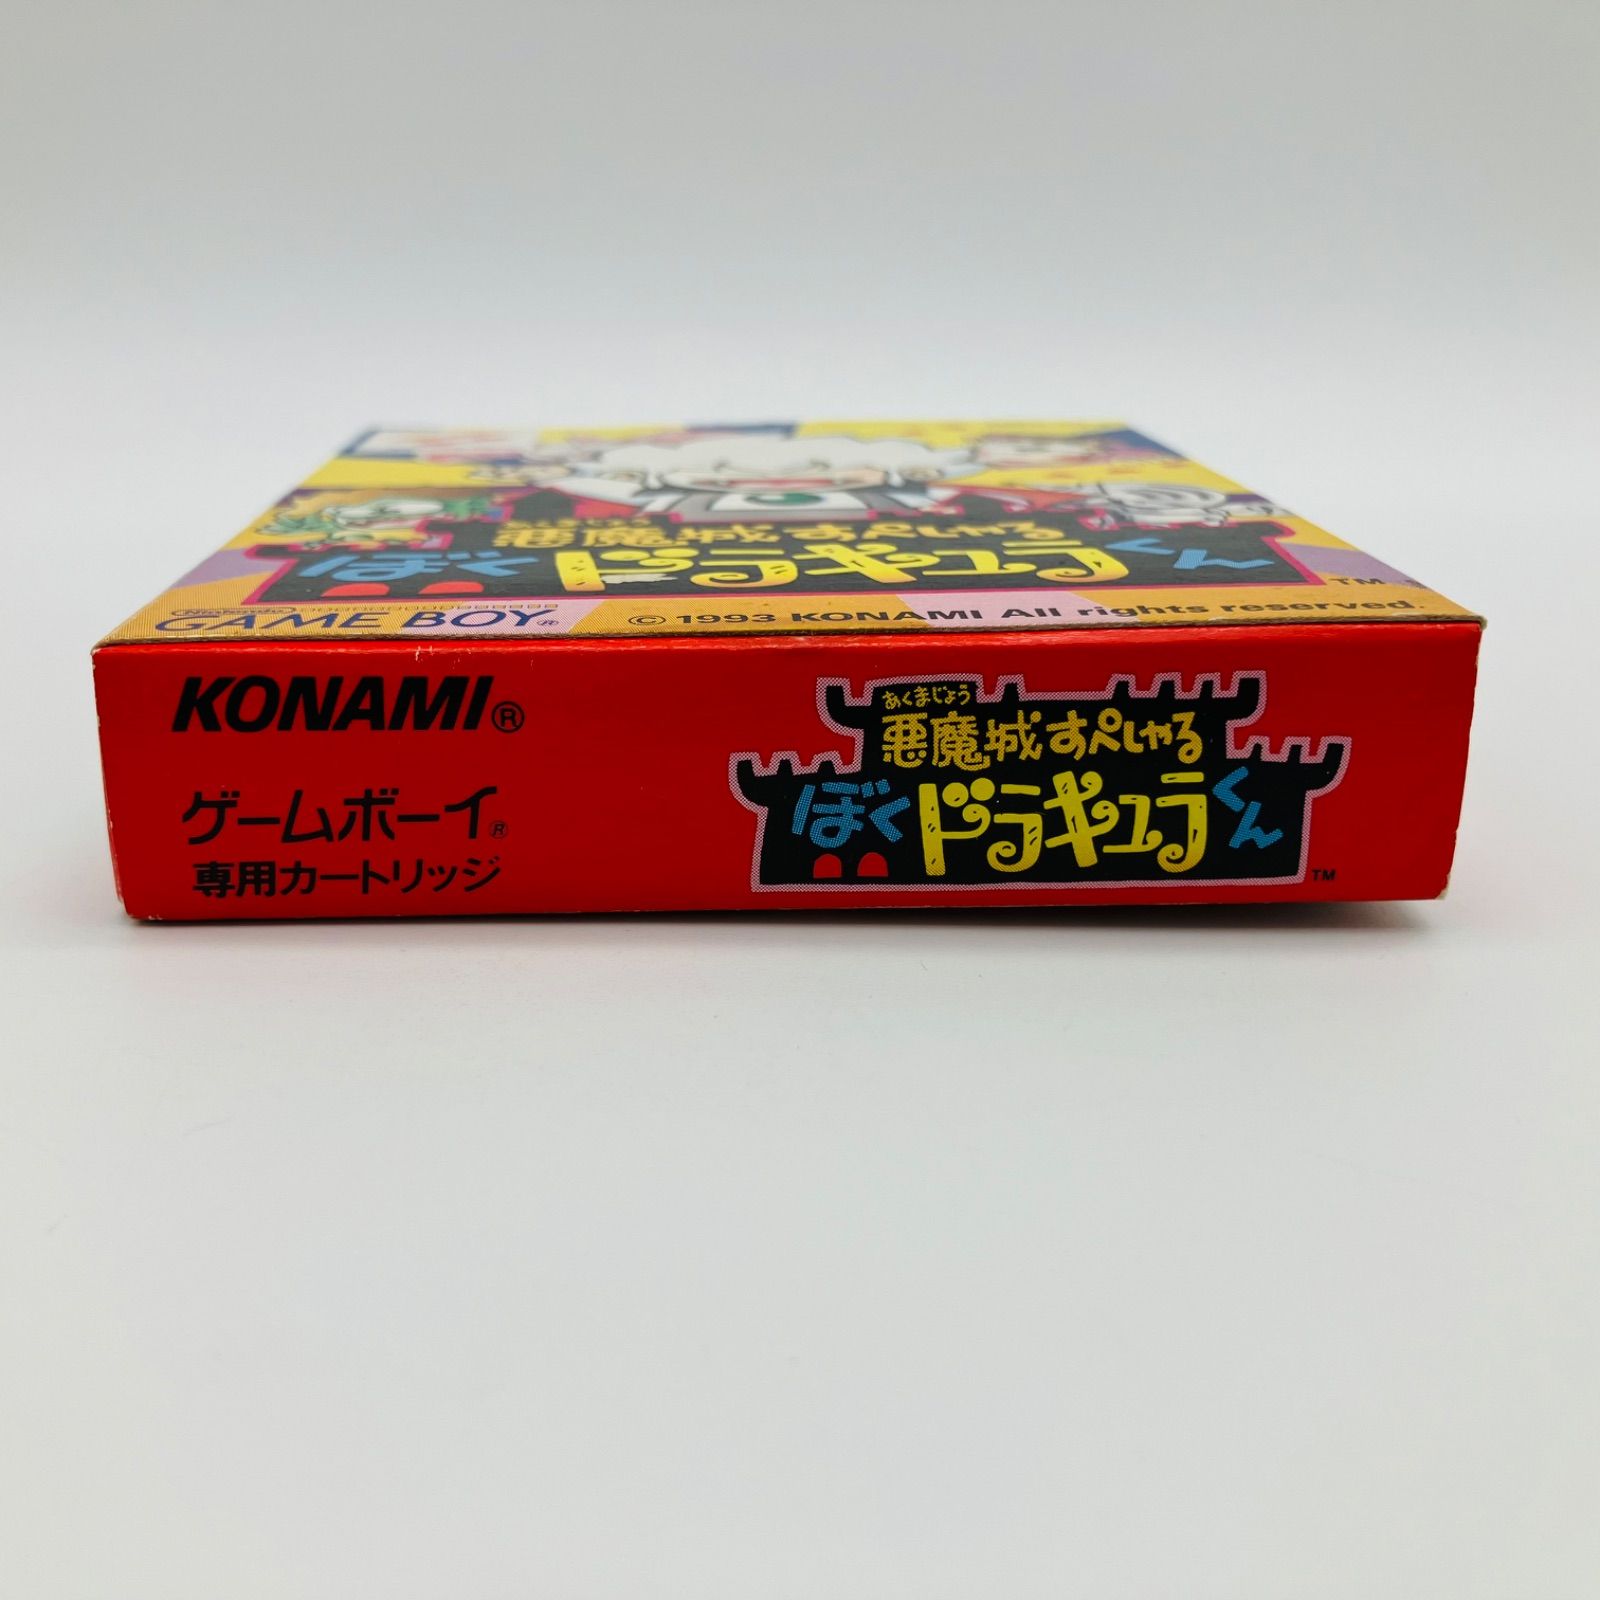 あくまじょう
悪魔城すぺしゃる
ぼくドラキュラくん
TM
Nintendo
GAME BOY®
© 1993 KONAMI All rights reserved.
KONAMI®
ゲームボーイ®
専用カートリッジ
あくまじょう
悪魔城すぺしゃる
ぼくドラキュラくん
TM